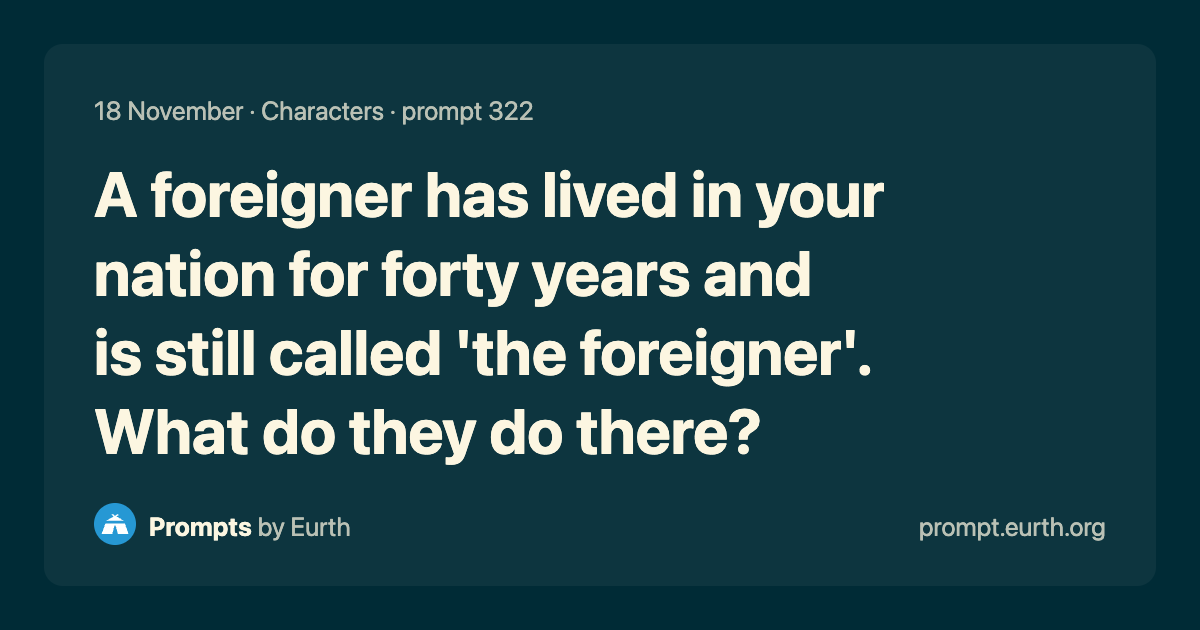 18 November · Characters · prompt 322
A foreigner has lived in your
nation for forty years and
is still called 'the foreigner'.
What do they do there?
Prompts by Eurth
prompt.eurth.org